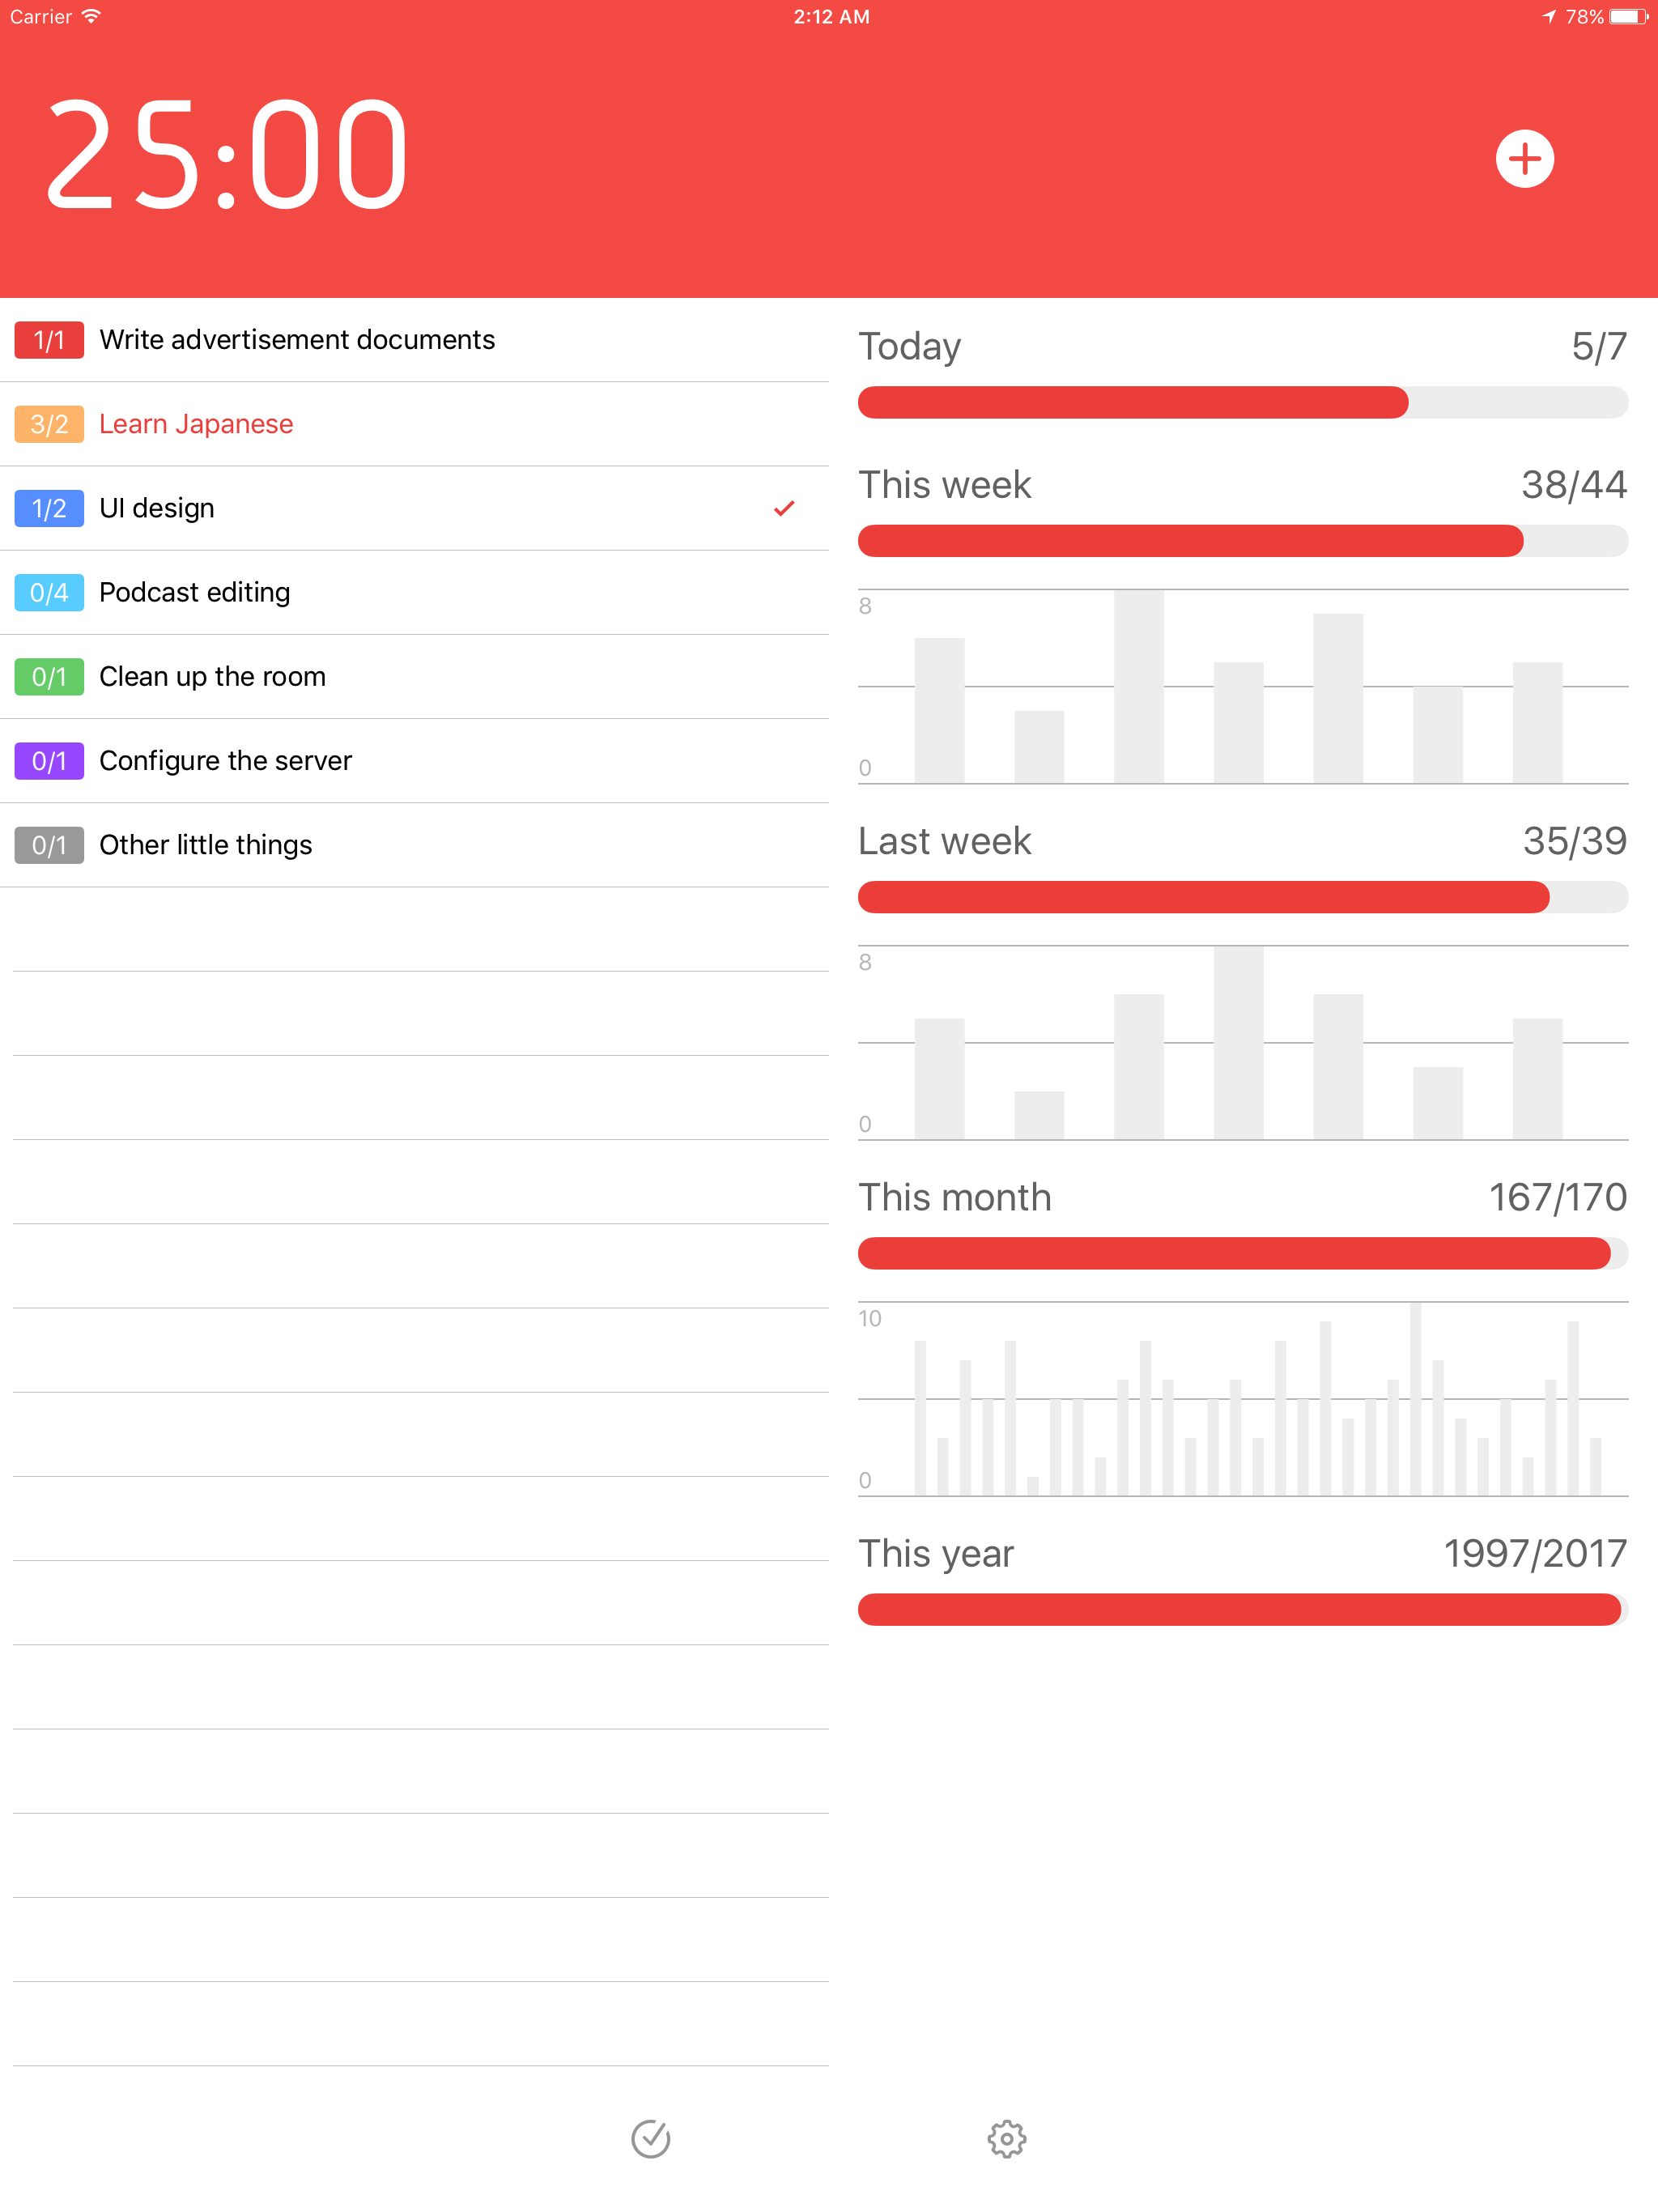 Carrier 2:12 AM 78%
25:00
1/1 Write advertisement documents
3/2 Learn Japanese
1/2 UI design
0/4 Podcast editing
0/1 Clean up the room
0/1 Configure the server
0/1 Other little things
Today 5/7
This week 38/44
8
0
Last week 35/39
8
0
This month 167/170
10
0
This year 1997/2017